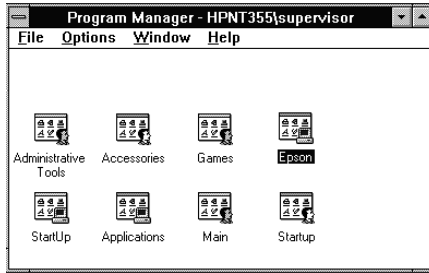 Program Manager - HPNT355\supervisor
File Options Window Help
Administrative Tools
Accessories
Games
Epson
StartUp
Applications
Main
Startup